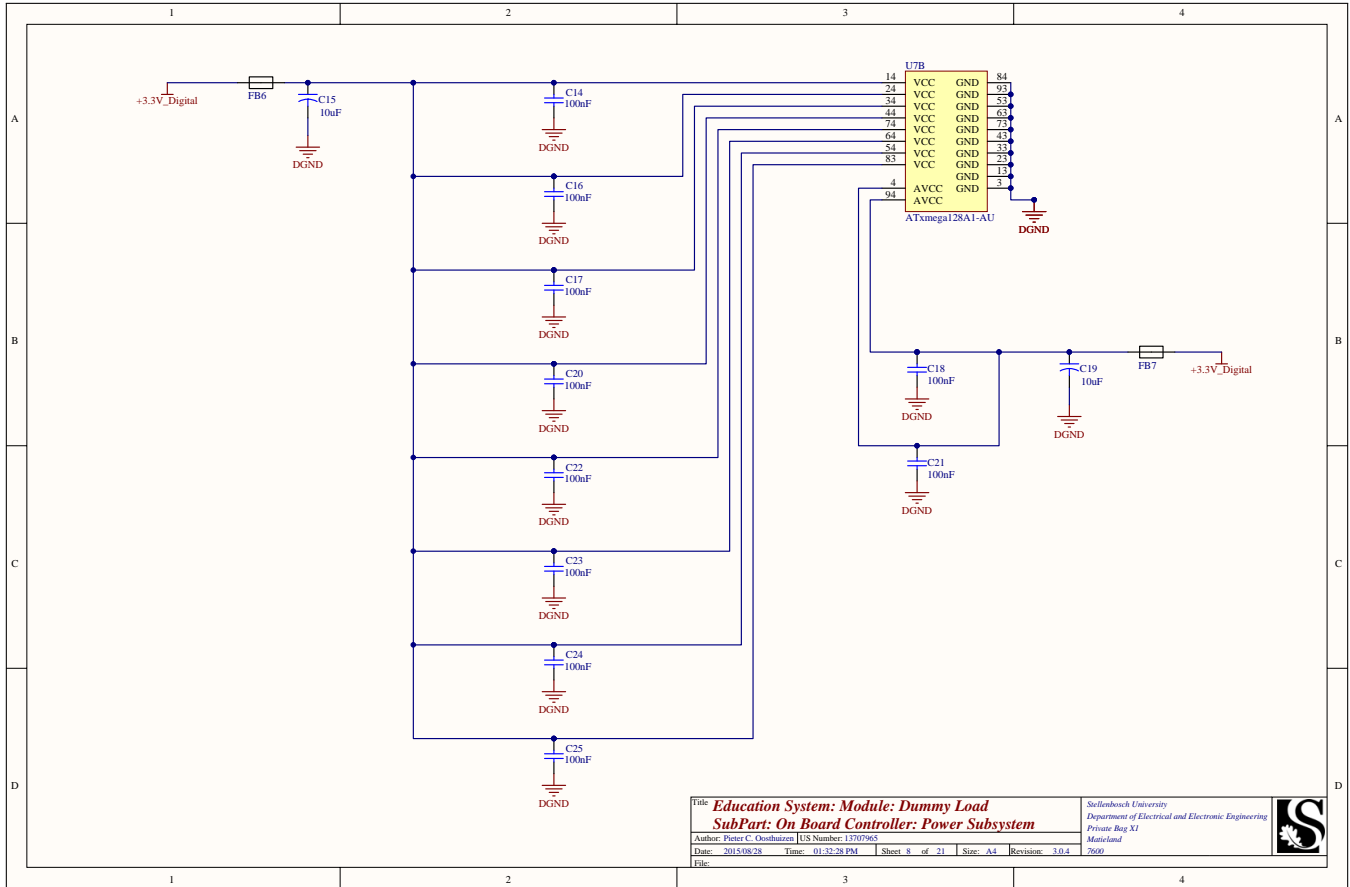 1 2 3 4
A A
B B
C C
D D
+3.3V_Digital
FB6
C15
10uF
DGND
C14
100nF
DGND
C16
100nF
DGND
C17
100nF
DGND
C20
100nF
DGND
C22
100nF
DGND
C23
100nF
DGND
C24
100nF
DGND
C25
100nF
DGND
U7B
14 VCC GND 84
24 VCC GND 93
34 VCC GND 53
44 VCC GND 63
74 VCC GND 73
64 VCC GND 43
54 VCC GND 33
83 VCC GND 23
GND 13
4 AVCC GND 3
94 AVCC
ATxmega128A1-AU
DGND
C18
100nF
DGND
C19
10uF
DGND
FB7
+3.3V_Digital
C21
100nF
DGND
Title Education System: Module: Dummy Load
SubPart: On Board Controller: Power Subsystem
Author: Pieter C. Oosthuizen US Number: 13707965
Date: 2015/08/28 Time: 01:32:28 PM Sheet 8 of 21 Size: A4 Revision: 3.0.4
File:
Stellenbosch University
Department of Electrical and Electronic Engineering
Private Bag X1
Matieland
7600
S
1 2 3 4